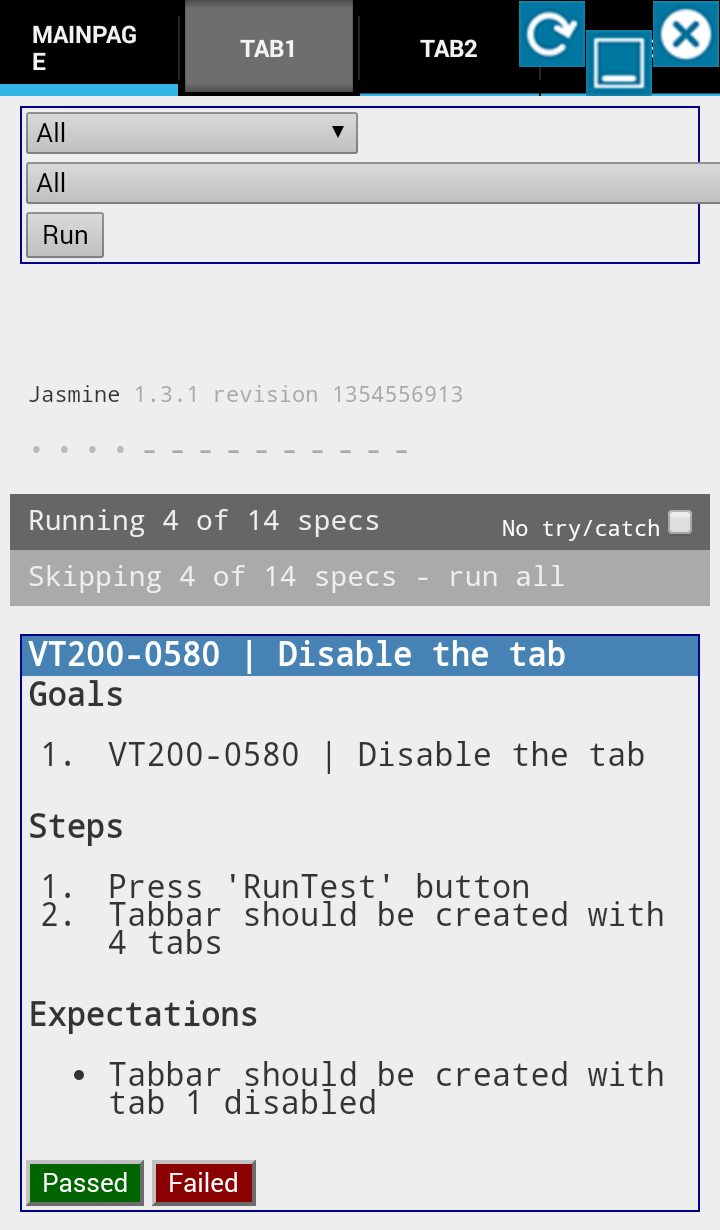 MAINPAG
E
TAB1
TAB2
All
All
Run
Jasmine 1.3.1 revision 1354556913
Running 4 of 14 specs
No try/catch
Skipping 4 of 14 specs - run all
VT200-0580 | Disable the tab
Goals
1. VT200-0580 | Disable the tab
Steps
1. Press 'RunTest' button
2. Tabbar should be created with
4 tabs
Expectations
• Tabbar should be created with
tab 1 disabled
Passed
Failed